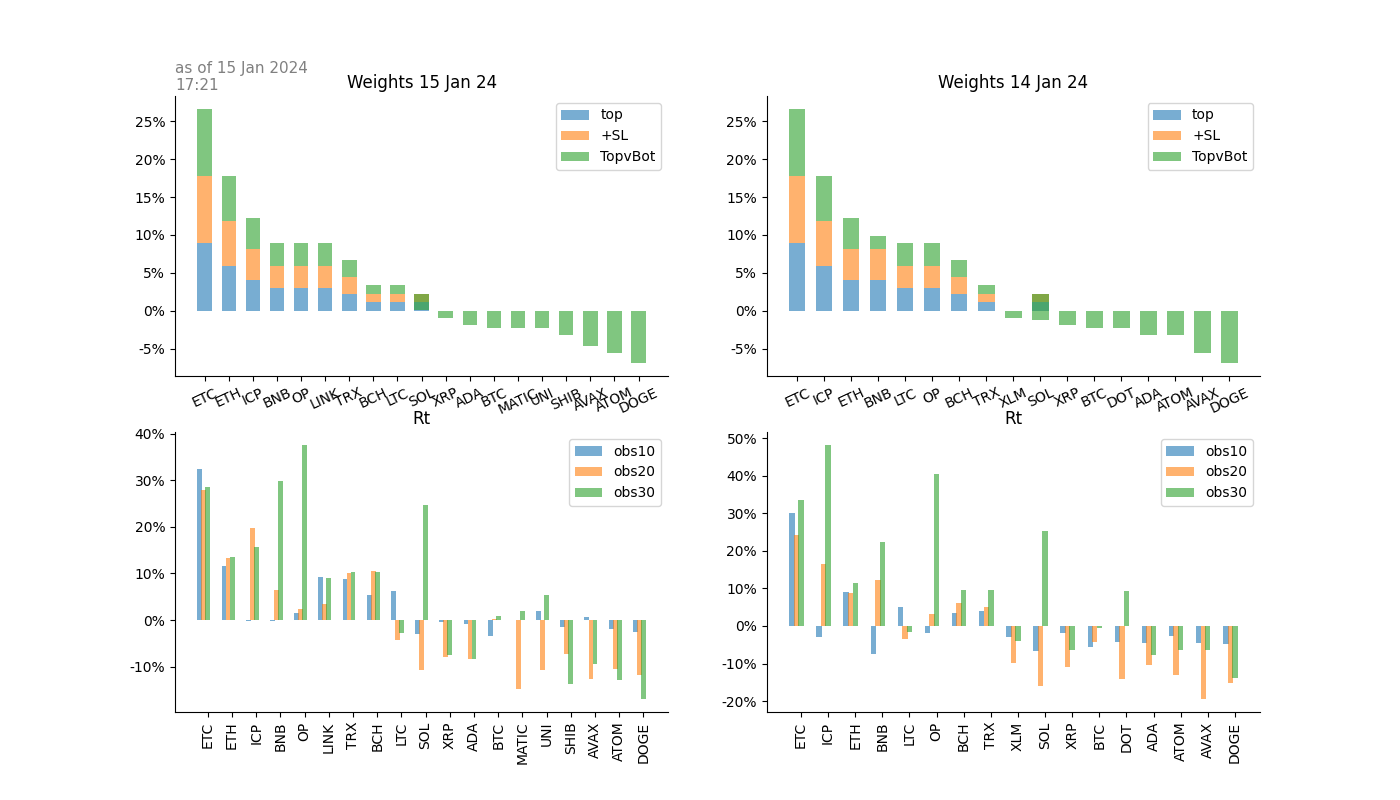 as of 15 Jan 2024
17:21
Weights 15 Jan 24
25%
20%
15%
10%
5%
0%
-5%
top
+SL
TopvBot
ETC ETH ICP BNB OP LINK TRX BCH LTC SOL XRP ADA BTC MATIC UNI SHIB AVAX ATOM DOGE
Weights 14 Jan 24
25%
20%
15%
10%
5%
0%
-5%
top
+SL
TopvBot
ETC ICP ETH BNB LTC OP BCH TRX XLM SOL XRP BTC DOT ADA ATOM AVAX DOGE
Rt
40%
30%
20%
10%
0%
-10%
obs10
obs20
obs30
ETC ETH ICP BNB OP LINK TRX BCH LTC SOL XRP ADA BTC MATIC UNI SHIB AVAX ATOM DOGE
Rt
50%
40%
30%
20%
10%
0%
-10%
-20%
obs10
obs20
obs30
ETC ICP ETH BNB LTC OP BCH TRX XLM SOL XRP BTC DOT ADA ATOM AVAX DOGE